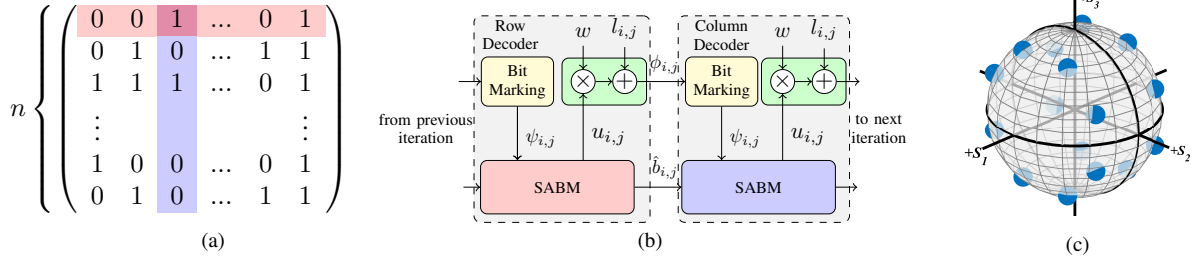 n
0 0 1 ... 0 1
0 1 0 ... 1 1
1 1 1 ... 0 1
⋮ ⋮
1 0 0 ... 0 1
0 1 0 ... 1 1
(a)
Row
Decoder
w
l_{i,j}
Bit
Marking
×
+
from previous
iteration
ψ_{i,j}
u_{i,j}
SABM
ϕ_{i,j}
b̂_{i,j}
Column
Decoder
w
l_{i,j}
Bit
Marking
×
+
to next
iteration
ψ_{i,j}
u_{i,j}
SABM
(b)
+S_3
+S_1
+S_2
(c)